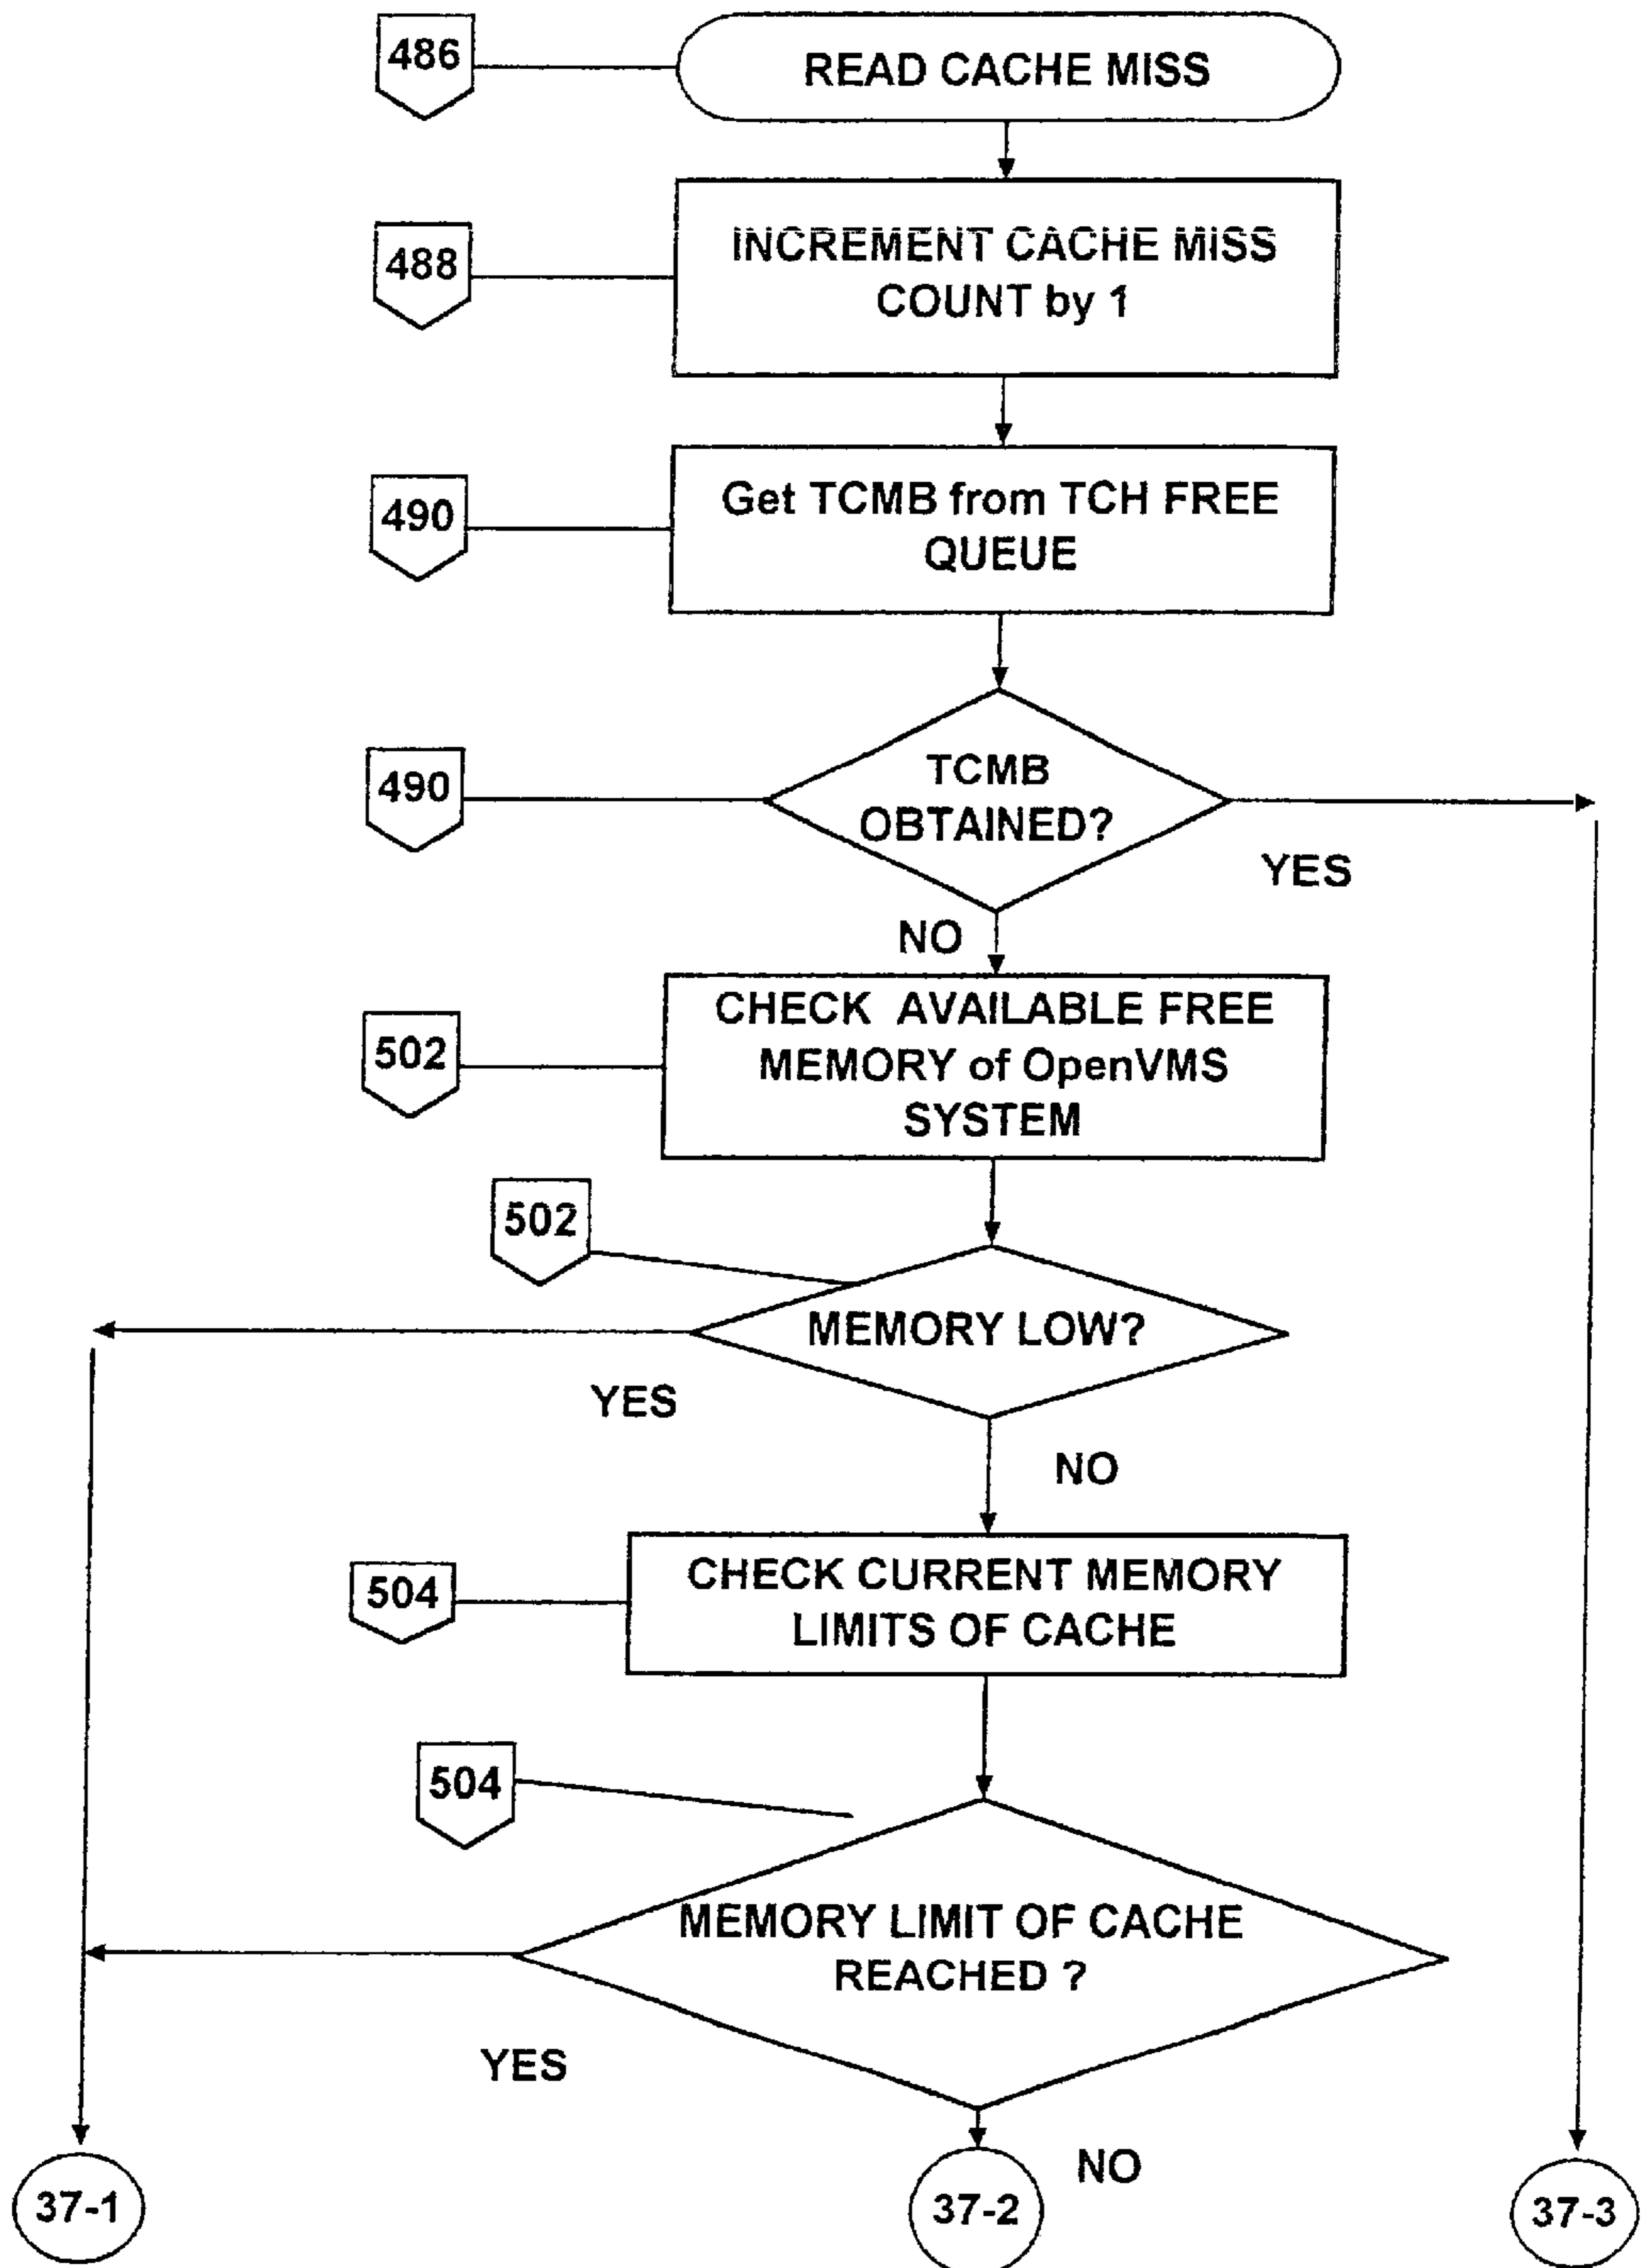 486
READ CACHE MISS
488
INCREMENT CACHE MISS
COUNT by 1
490
Get TCMB from TCH FREE
QUEUE
490
TCMB
OBTAINED?
YES
NO
502
CHECK AVAILABLE FREE
MEMORY of OpenVMS
SYSTEM
502
MEMORY LOW?
YES
NO
504
CHECK CURRENT MEMORY
LIMITS OF CACHE
504
MEMORY LIMIT OF CACHE
REACHED ?
YES
NO
37-1
37-2
37-3